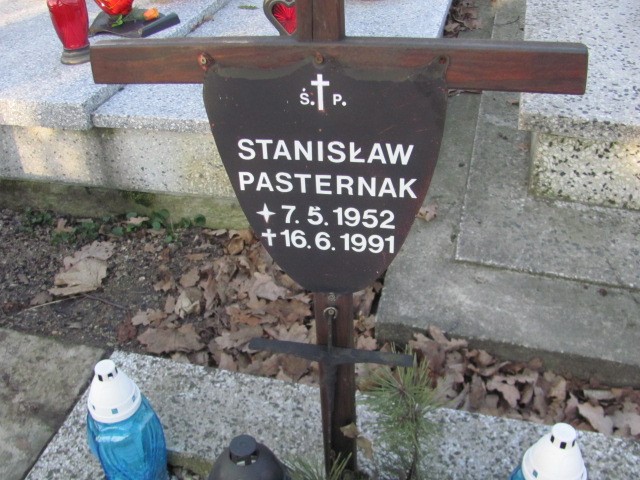 Ś. P.
STANISŁAW
PASTERNAK
7.5.1952
16.6.1991